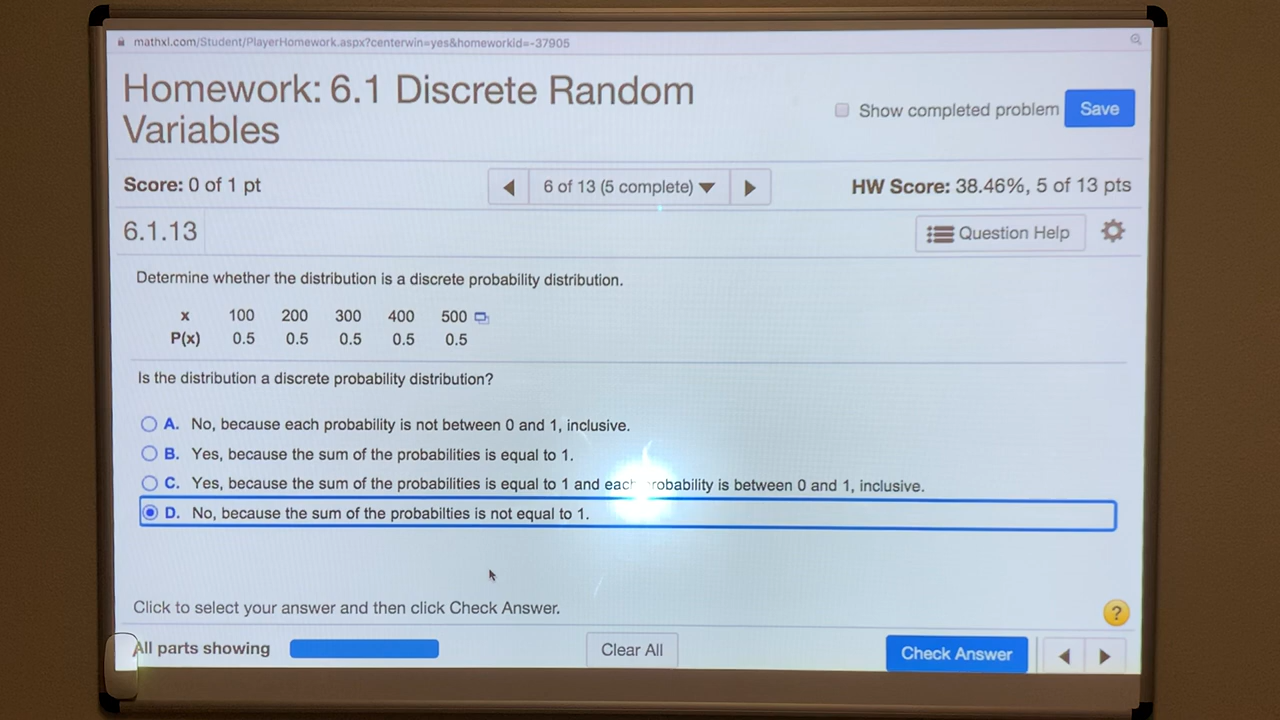 mathxl.com/Student/PlayerHomework.aspx?centerwin=yes&homeworkid=-37905
Homework: 6.1 Discrete Random
Variables
Show completed problem Save
Score: 0 of 1 pt 6 of 13 (5 complete) HW Score: 38.46%, 5 of 13 pts
6.1.13 Question Help
Determine whether the distribution is a discrete probability distribution.
x 100 200 300 400 500
P(x) 0.5 0.5 0.5 0.5 0.5
Is the distribution a discrete probability distribution?
A. No, because each probability is not between 0 and 1, inclusive.
B. Yes, because the sum of the probabilities is equal to 1.
C. Yes, because the sum of the probabilities is equal to 1 and each probability is between 0 and 1, inclusive.
D. No, because the sum of the probabilties is not equal to 1.
Click to select your answer and then click Check Answer.
?
All parts showing Clear All Check Answer